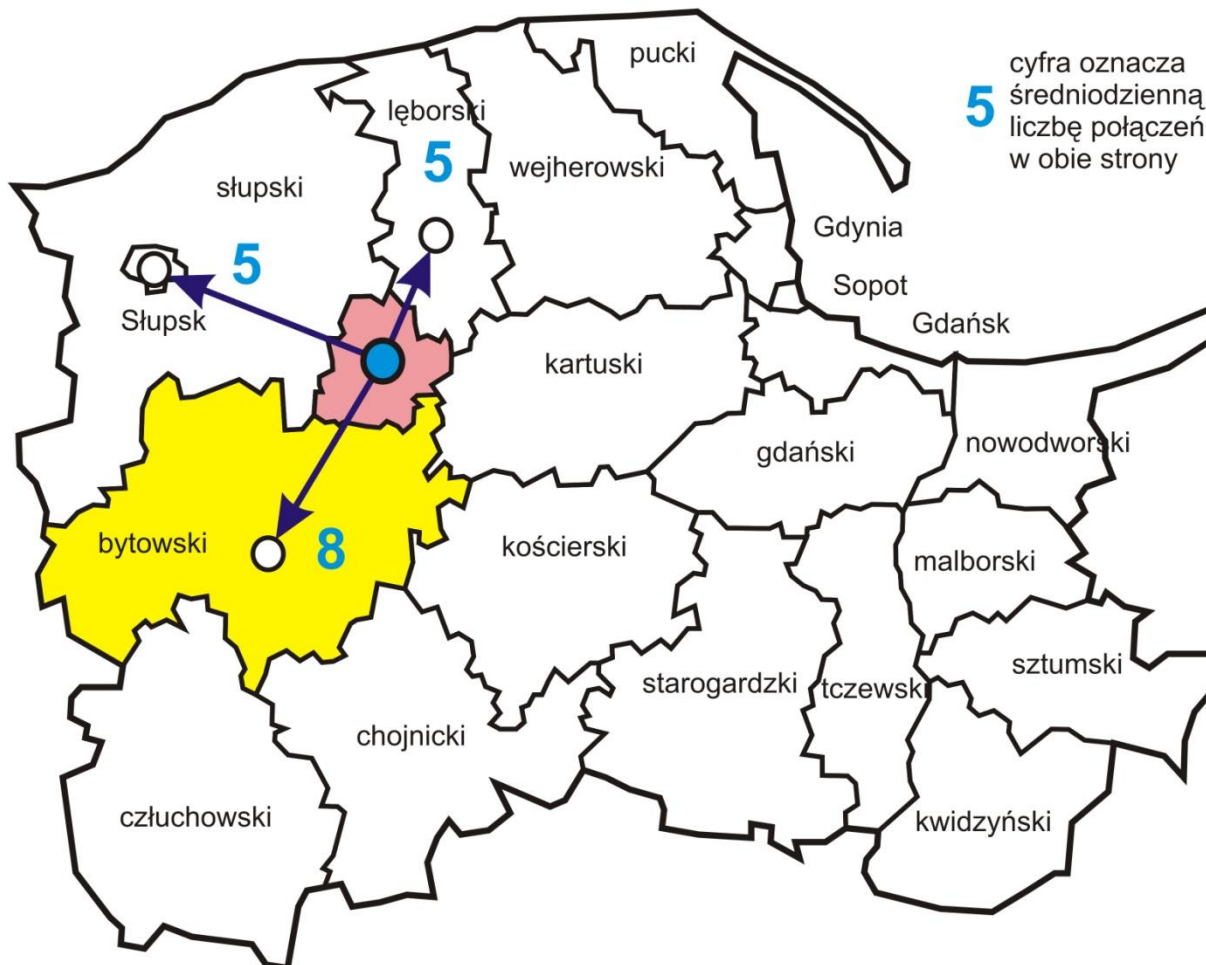 pucki
cyfra oznacza
5 średniodzienną
liczbę połączeń
w obie strony
lęborski
5
wejherowski
słupski
Gdynia
5
Sopot
Słupsk
Gdańsk
kartuski
gdański
nowodworski
bytowski
8
kościerski
malborski
sztumski
starogardzki
tczewski
chojnicki
człuchowski
kwidzyński